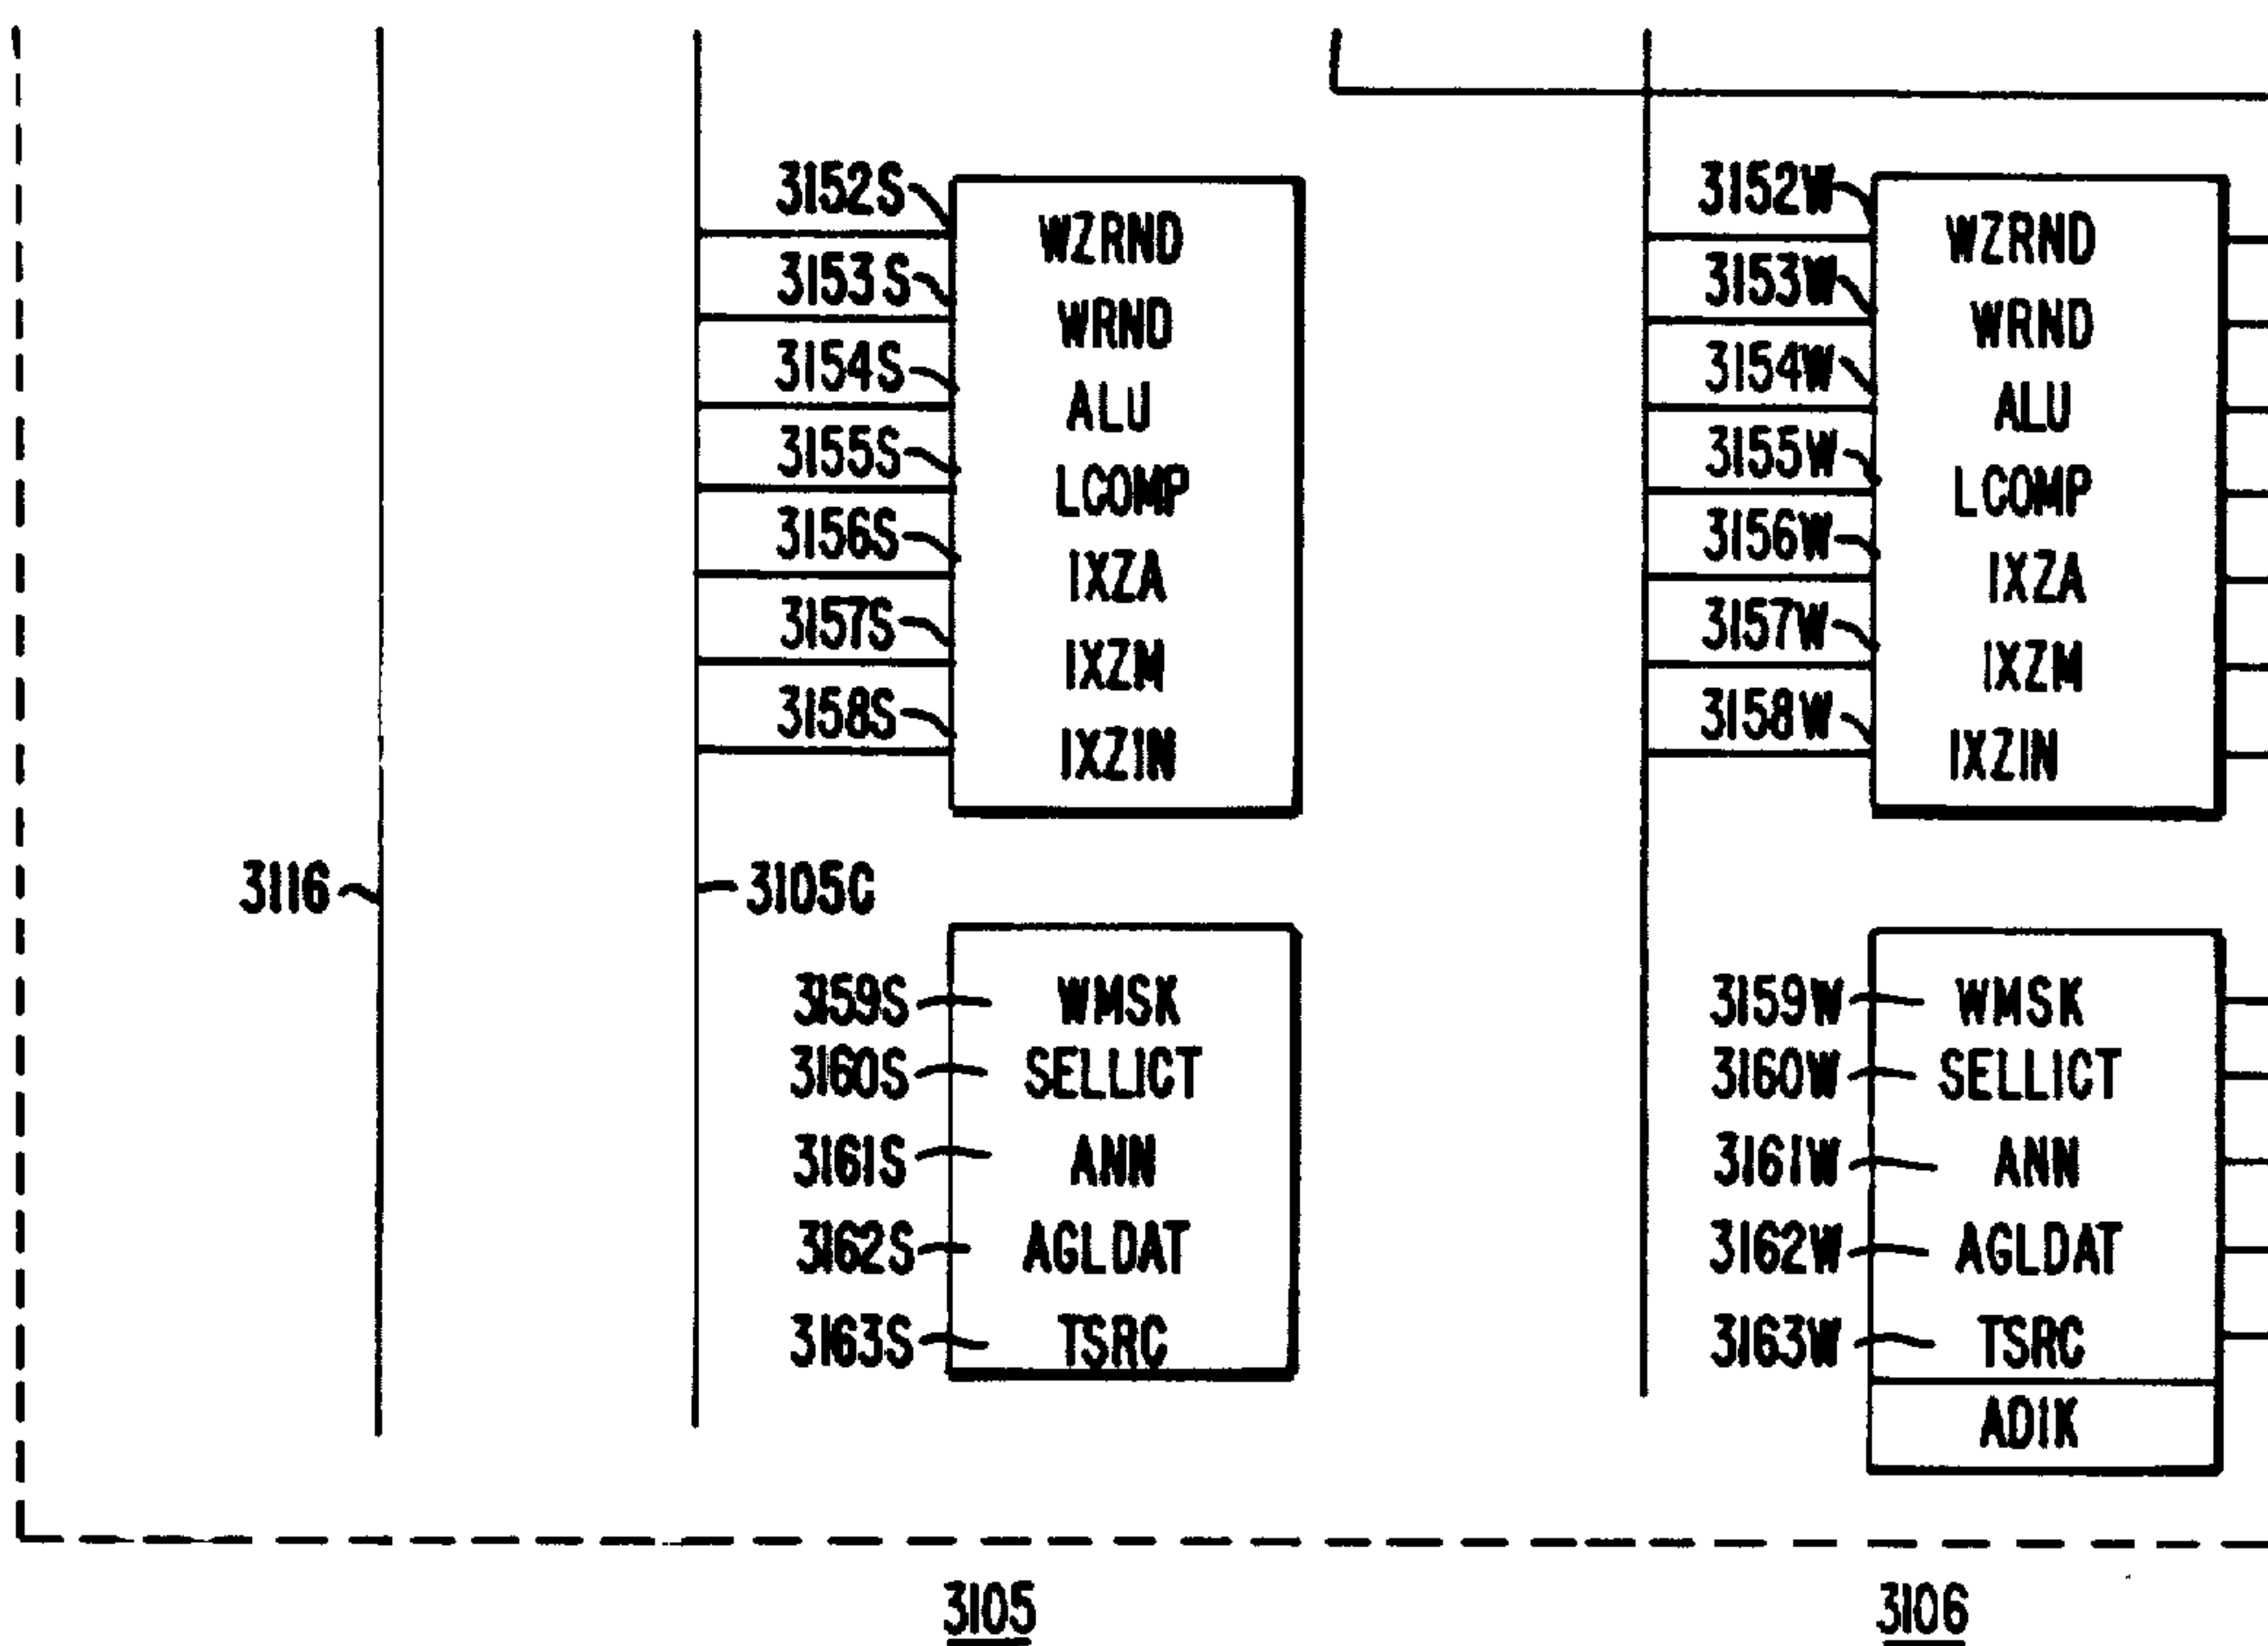 3152S WZRND 3152W WZRND
3153S WRND 3153W WRND
3154S ALU 3154W ALU
3155S LCOMP 3155W LCOMP
3156S IXZA 3156W IXZA
3157S IXZM 3157W IXZM
3158S IXZIN 3158W IXZIN
3116 3105C
3159S WMSK 3159W WMSK
3160S SELLICT 3160W SELLICT
3161S ANN 3161W ANN
3162S AGLDAT 3162W AGLDAT
3163S TSRC 3163W TSRC
ADIK
3105 3106